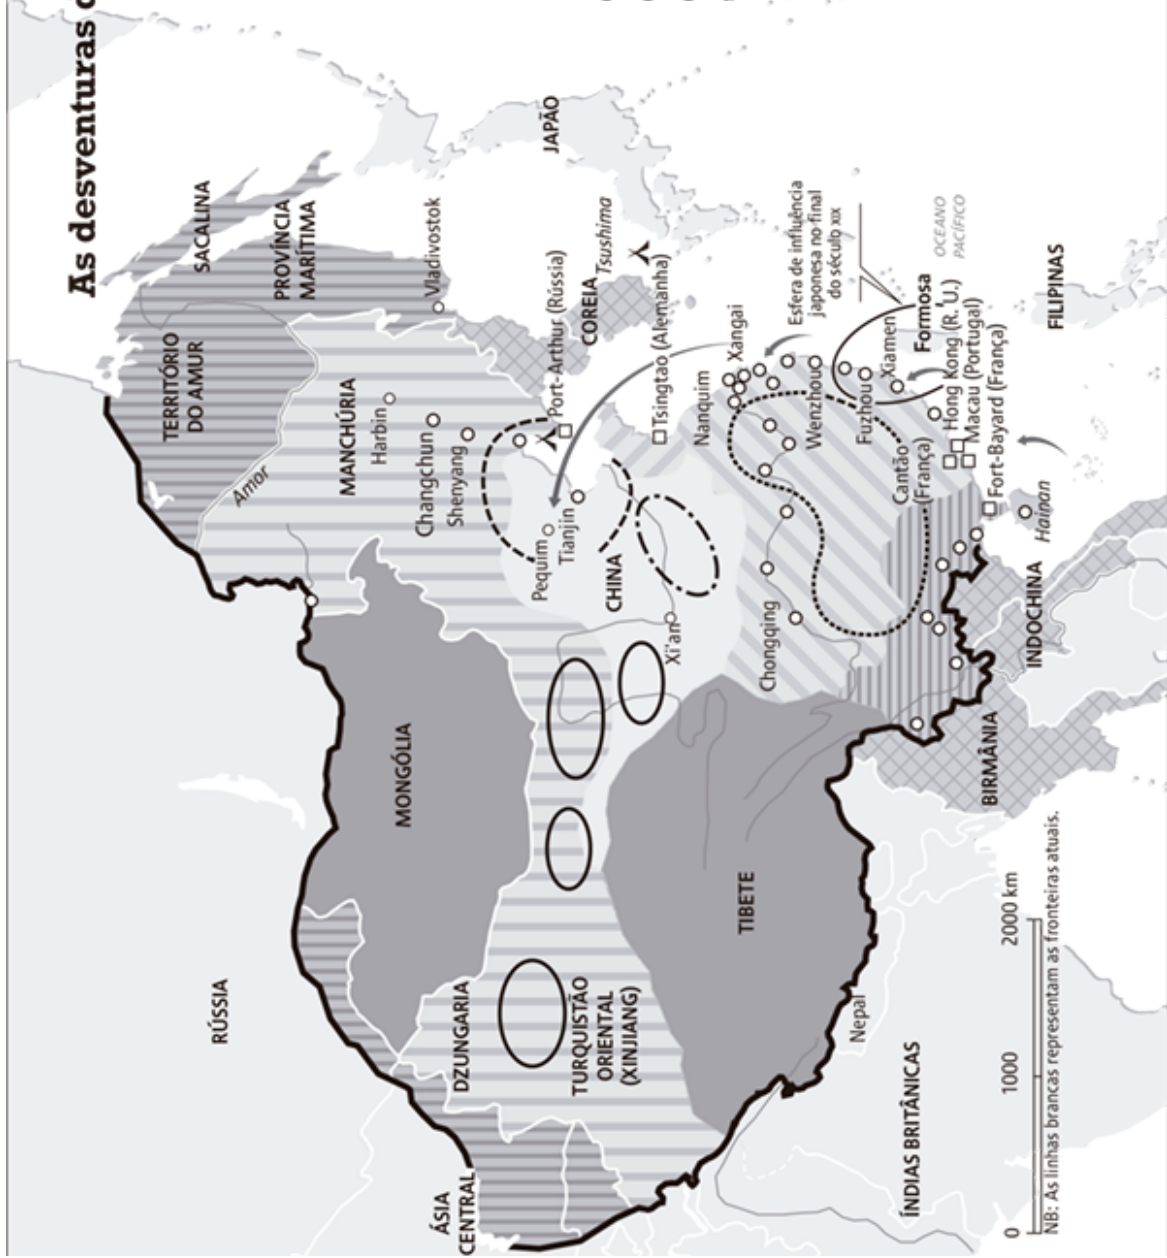 As desventuras
SACALINA
PROVÍNCIA
MARÍTIMA
TERRITÓRIO
DO AMUR
JAPÃO
Vladivostok
Amor
MANCHÚRIA
Harbin
Changchun
Shenyang
Port-Arthur (Rússia)
COREIA
Tsushima
Tsingtao (Alemanha)
Pequim
Tianjin
CHINA
Xi'an
Nanquim
Xangai
Esfera de influência
japonesa no final
do século XIX
Wenzhou
Fuzhou
Xiamen
Formosa
OCEANO
PACÍFICO
Chongqing
Cantão
(França)
Hong Kong (R. U.)
Macau (Portugal)
Fort-Bayard (França)
Hainan
FILIPINAS
INDOCHINA
BIRMÂNIA
RÚSSIA
MONGÓLIA
DZUNGARIA
TURQUISTÃO
ORIENTAL
(XINJIANG)
ÁSIA
CENTRAL
TIBETE
Nepal
ÍNDIAS BRITÂNICAS
0 1000 2000 km
NB: As linhas brancas representam as fronteiras atuais.